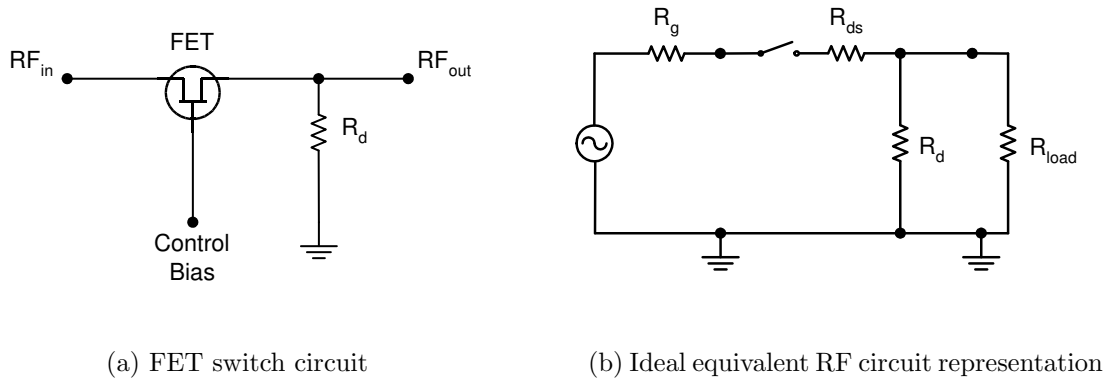 FET
RF_in
RF_out
R_d
Control
Bias
R_g
R_ds
R_d
R_load
(a) FET switch circuit
(b) Ideal equivalent RF circuit representation